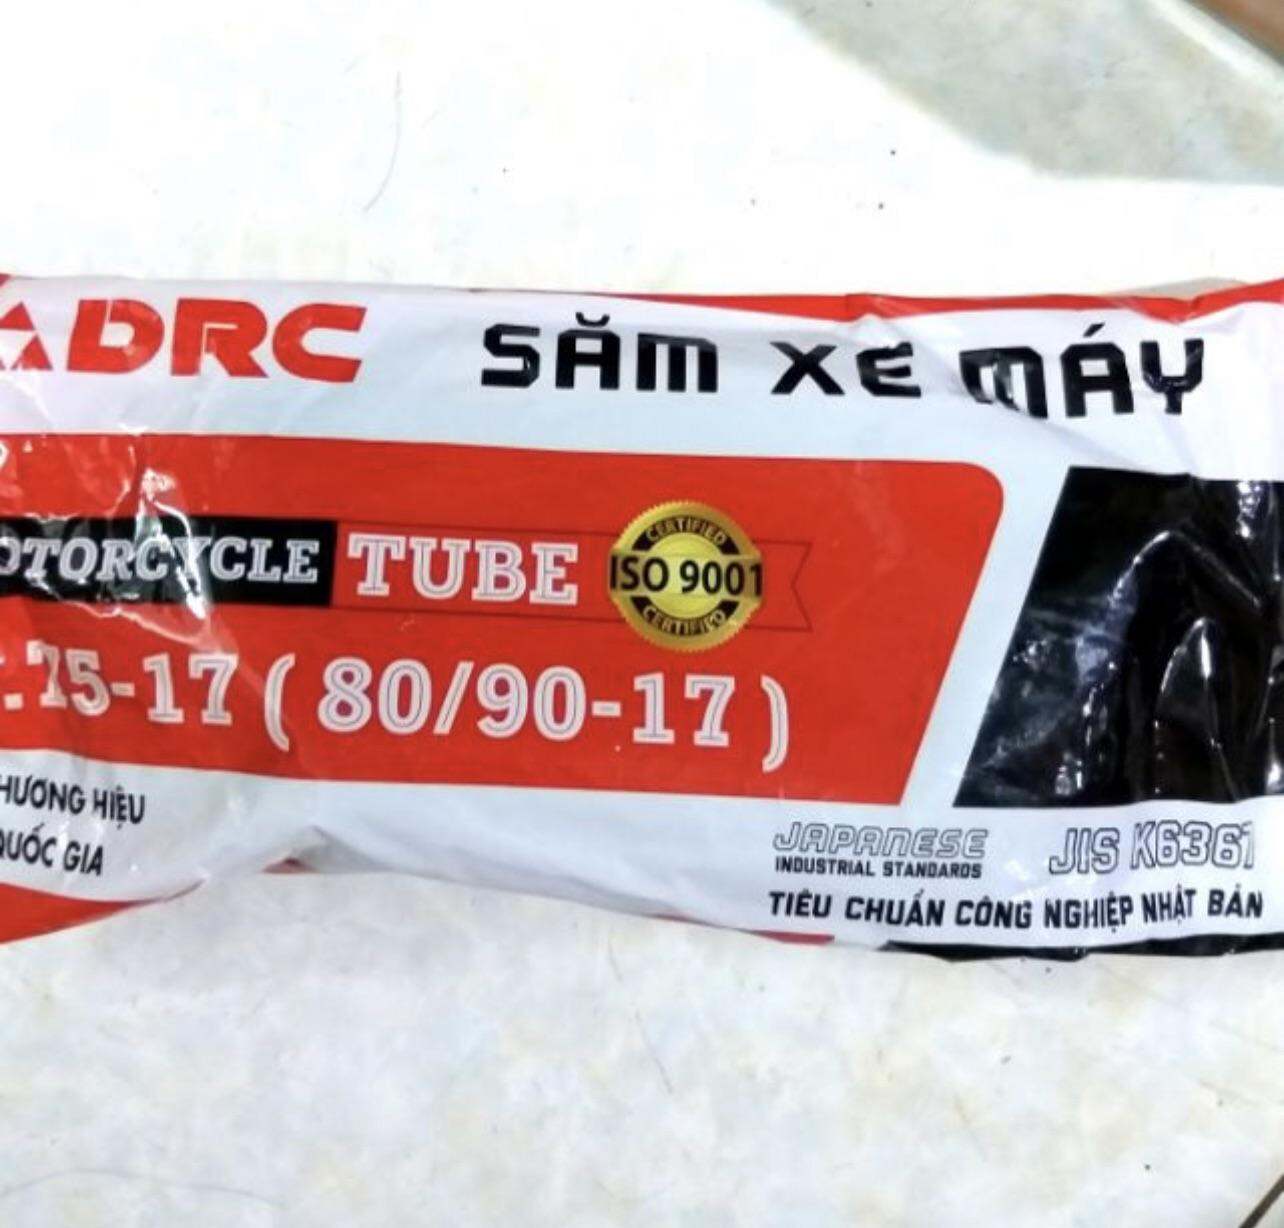 DRC
SĂM XE MÁY
OTORCYCLE TUBE
CERTIFIED
ISO 9001
CERTIFIED
.75-17 ( 80/90-17 )
HƯƠNG HIỆU
QUỐC GIA
JAPANESE JIS K6367
INDUSTRIAL STANDARDS
TIÊU CHUẨN CÔNG NGHIỆP NHẬT BẢN